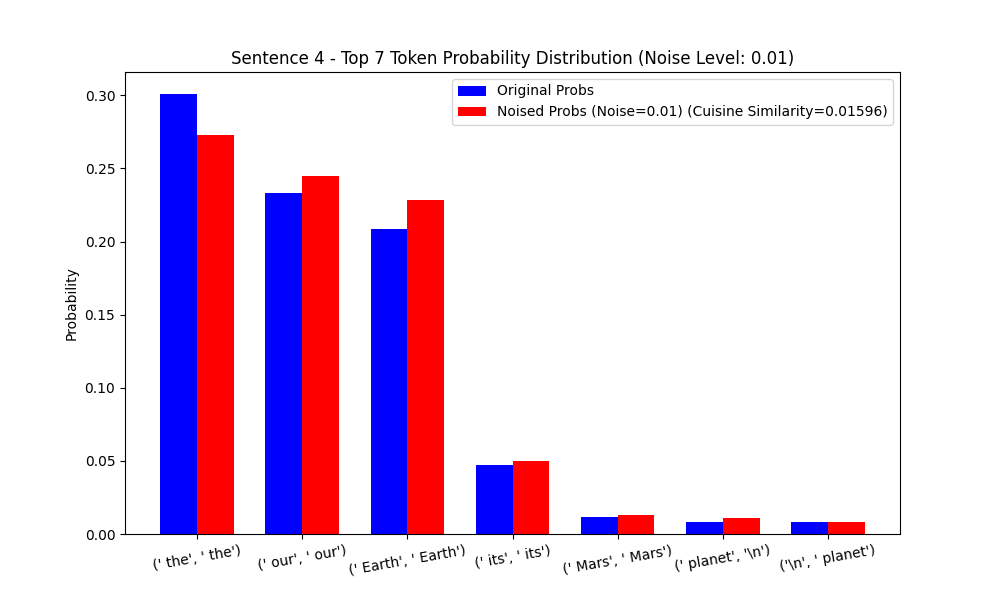 Sentence 4 - Top 7 Token Probability Distribution (Noise Level: 0.01)
Original Probs
Noised Probs (Noise=0.01) (Cuisine Similarity=0.01596)
Probability
0.30
0.25
0.20
0.15
0.10
0.05
0.00
(' the', ' the')
(' our', ' our')
(' Earth', ' Earth')
(' its', ' its')
(' Mars', ' Mars')
(' planet', '\n')
('\n', ' planet')